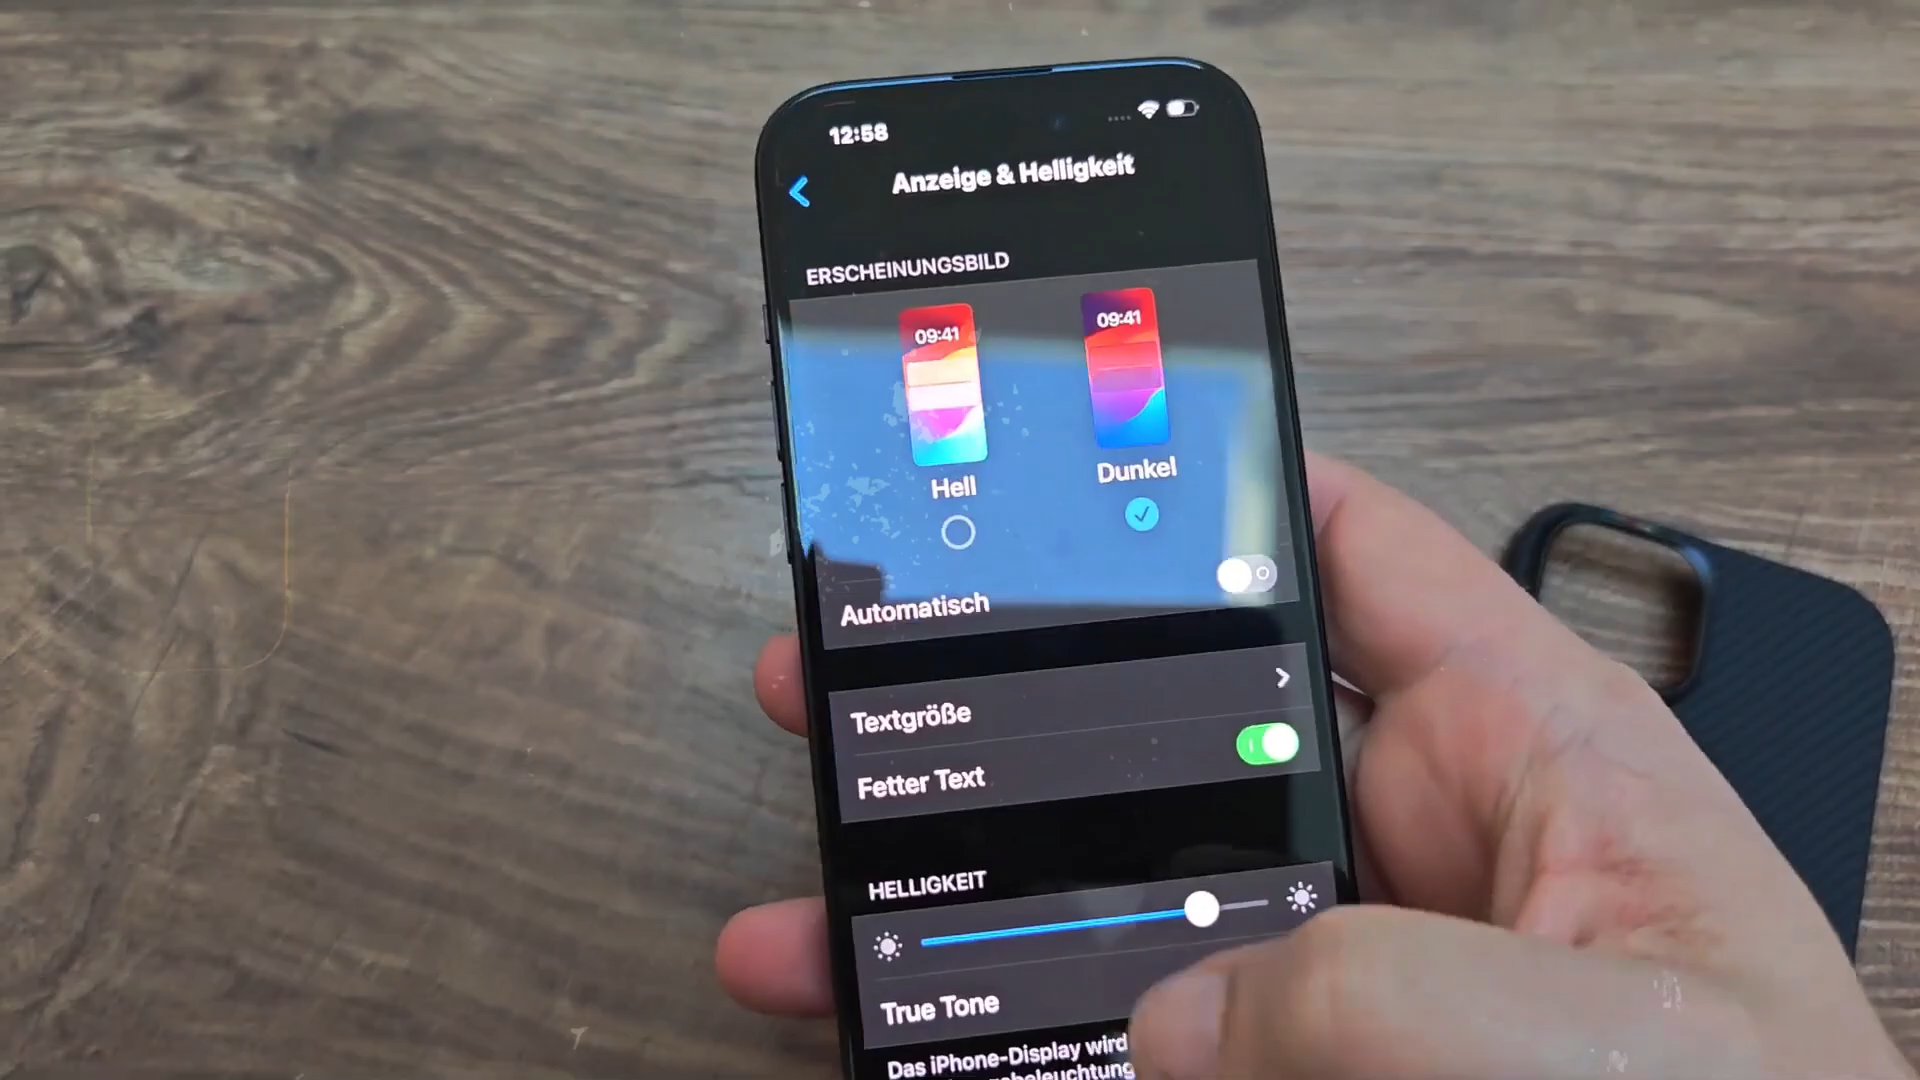 12:58
Anzeige & Helligkeit
ERSCHEINUNGSBILD
09:41
09:41
Hell
Dunkel
Automatisch
Textgröße
Fetter Text
HELLIGKEIT
True Tone
Das iPhone-Display wird